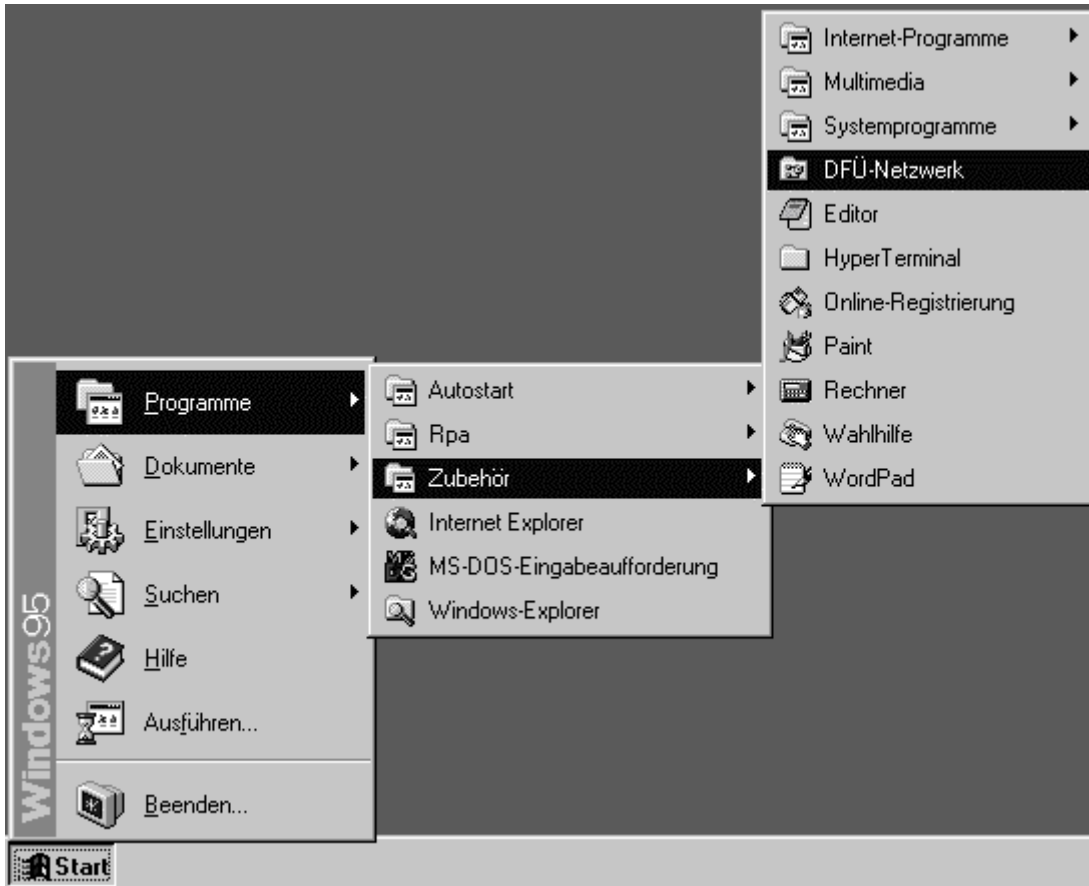 Internet-Programme
Multimedia
Systemprogramme
DFÜ-Netzwerk
Editor
HyperTerminal
Online-Registrierung
Paint
Rechner
Wahlhilfe
WordPad
Autostart
Rpa
Zubehör
Internet Explorer
MS-DOS-Eingabeaufforderung
Windows-Explorer
Programme
Dokumente
Einstellungen
Suchen
Hilfe
Ausführen...
Beenden...
Windows95
Start